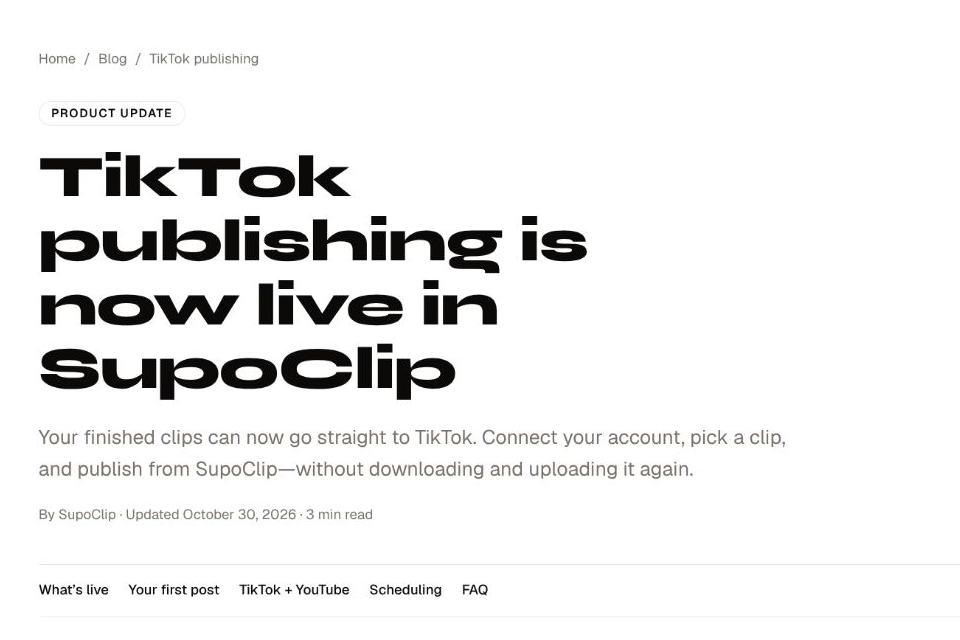 Home / Blog / TikTok publishing
PRODUCT UPDATE
TikTok
publishing is
now live in
SupoClip
Your finished clips can now go straight to TikTok. Connect your account, pick a clip,
and publish from SupoClip—without downloading and uploading it again.
By SupoClip · Updated October 30, 2026 · 3 min read
What’s live Your first post TikTok + YouTube Scheduling FAQ